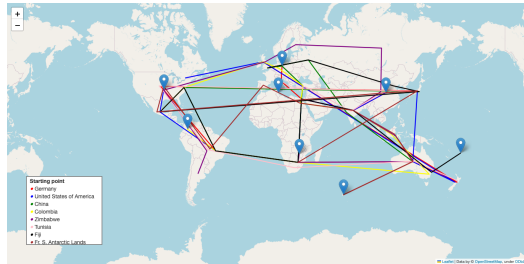 +
−
Starting point
Germany
United States of America
China
Colombia
Zimbabwe
Tunisia
Fiji
Fr. S. Antarctic Lands
Leaflet | Data by © OpenStreetMap, under ODbL